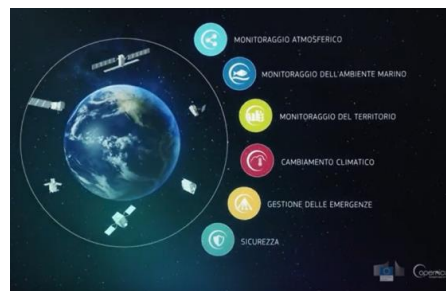 MONITORAGGIO ATMOSFERICO
MONITORAGGIO DELL'AMBIENTE MARINO
MONITORAGGIO DEL TERRITORIO
CAMBIAMENTO CLIMATICO
GESTIONE DELLE EMERGENZE
SICUREZZA